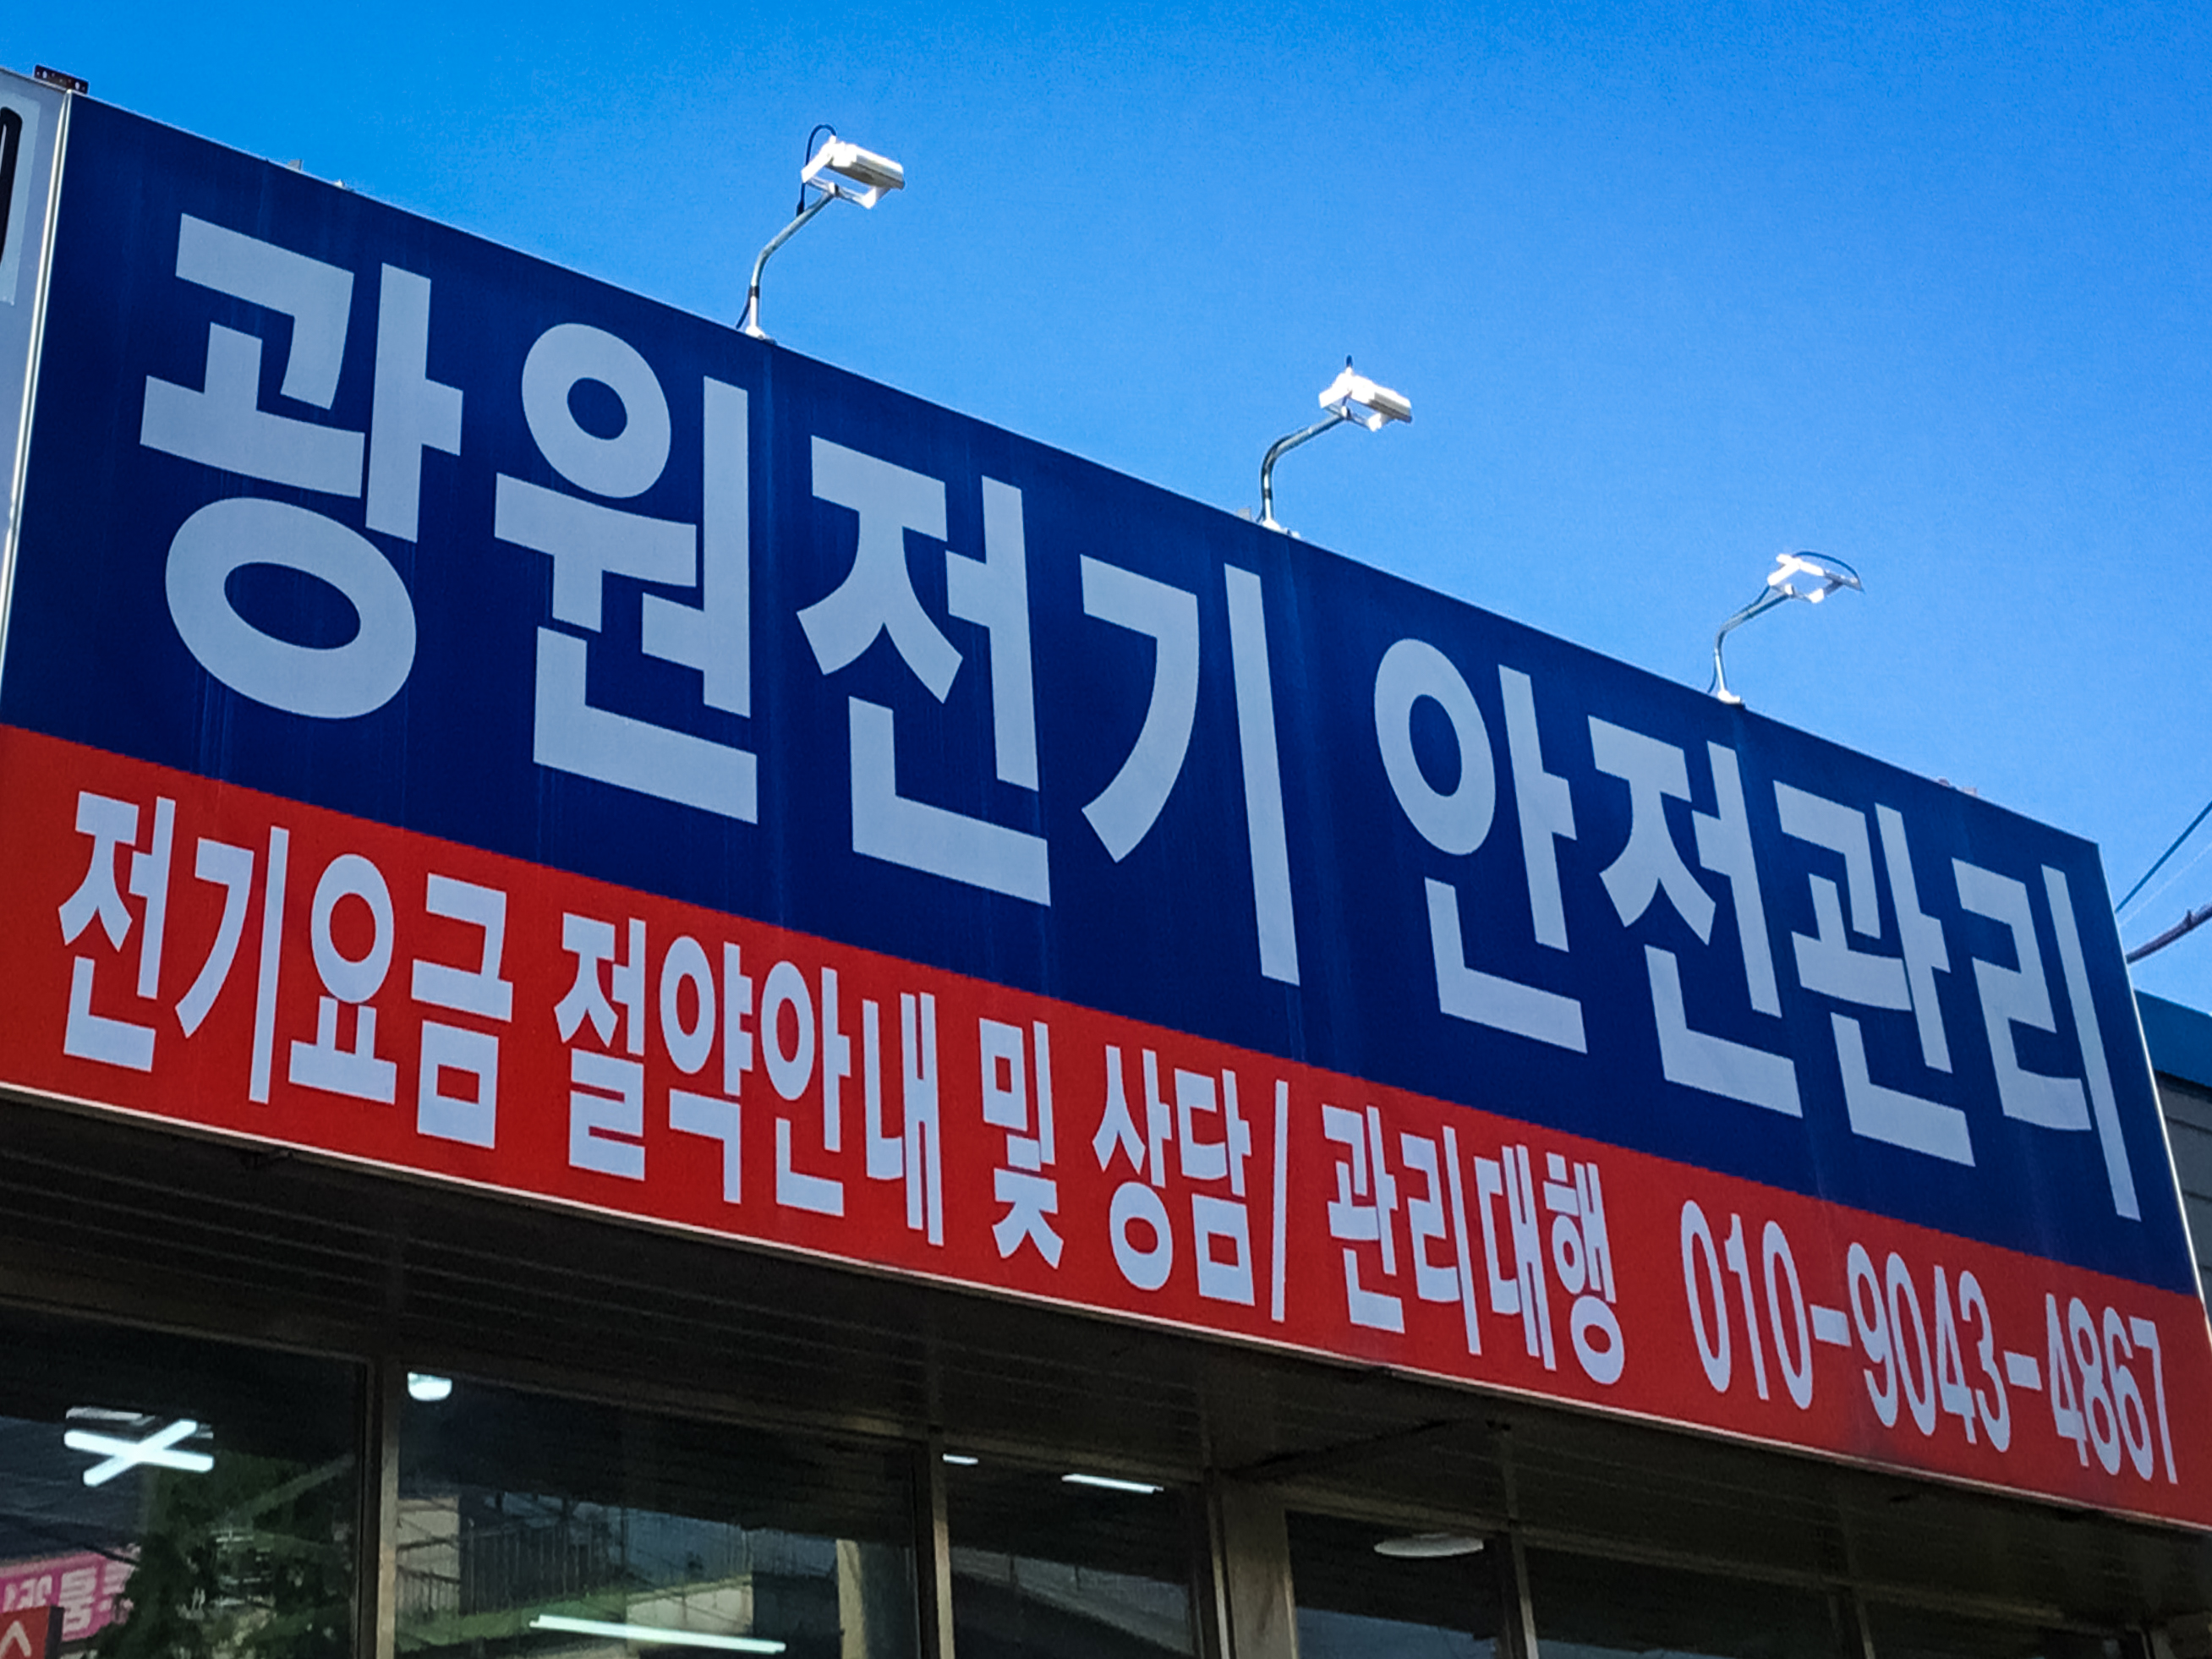 광원전기 안전관리
전기요금 절약안내 및 상담/ 관리대행 010-9043-4867